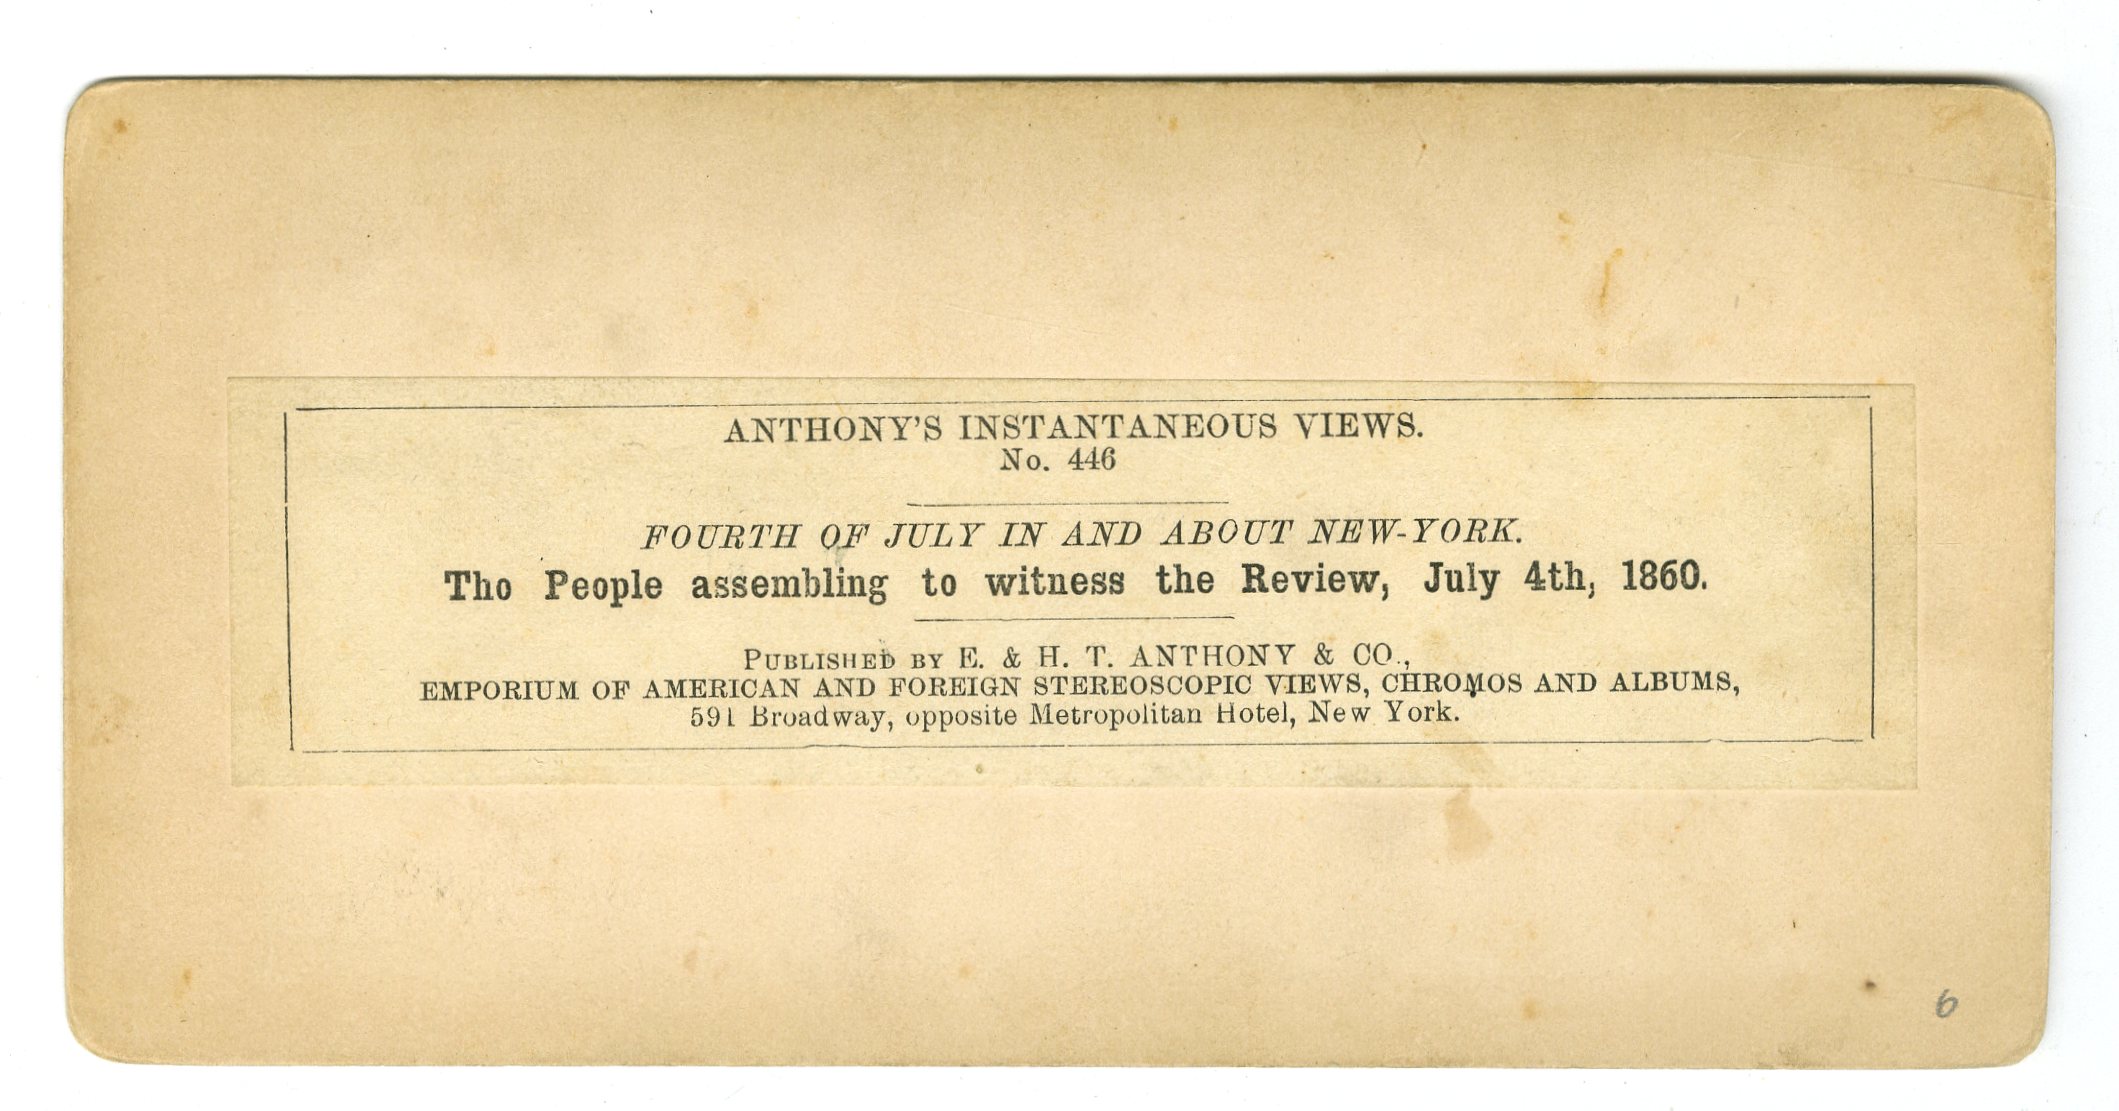 ANTHONY'S INSTANTANEOUS VIEWS.
No. 446
FOURTH OF JULY IN AND ABOUT NEW-YORK.
Tho People assembling to witness the Review, July 4th, 1860.
PUBLISHED BY E. & H. T. ANTHONY & CO.,
EMPORIUM OF AMERICAN AND FOREIGN STEREOSCOPIC VIEWS, CHROMOS AND ALBUMS,
591 Broadway, opposite Metropolitan Hotel, New York.
6